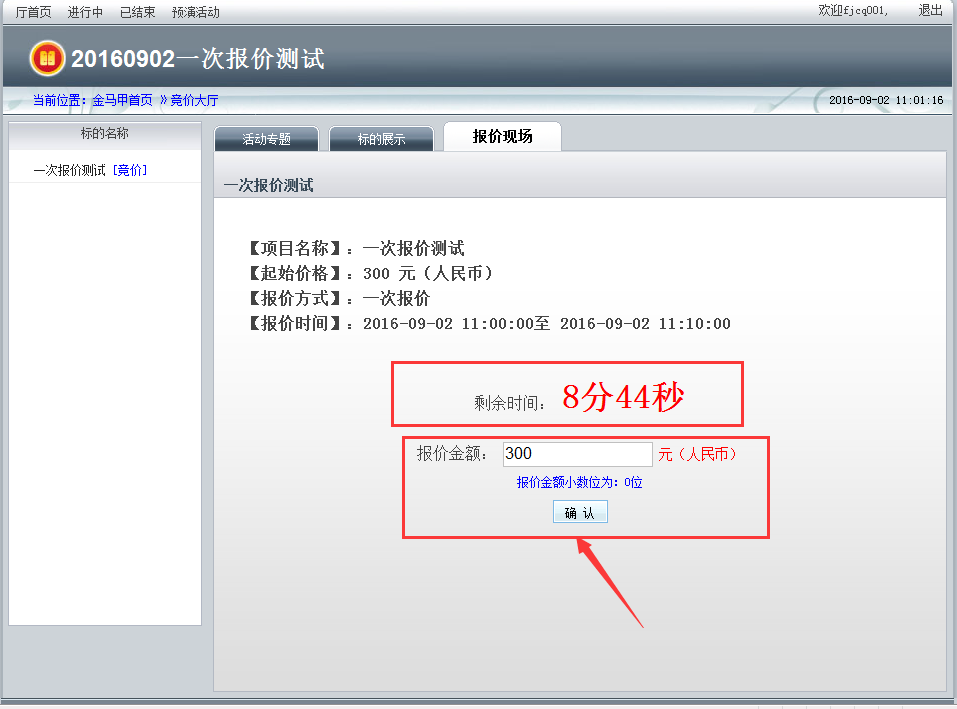 厅首页 进行中 已结束 预演活动 欢迎fjcq001, 退出
20160902一次报价测试
当前位置：金马甲首页 》竞价大厅 2016-09-02 11:01:16
标的名称
一次报价测试 [竞价]
活动专题 标的展示 报价现场
一次报价测试
【项目名称】：一次报价测试
【起始价格】：300 元（人民币）
【报价方式】：一次报价
【报价时间】：2016-09-02 11:00:00至 2016-09-02 11:10:00
剩余时间： 8分44秒
报价金额： 300 元（人民币）
报价金额小数位为：0位
确 认